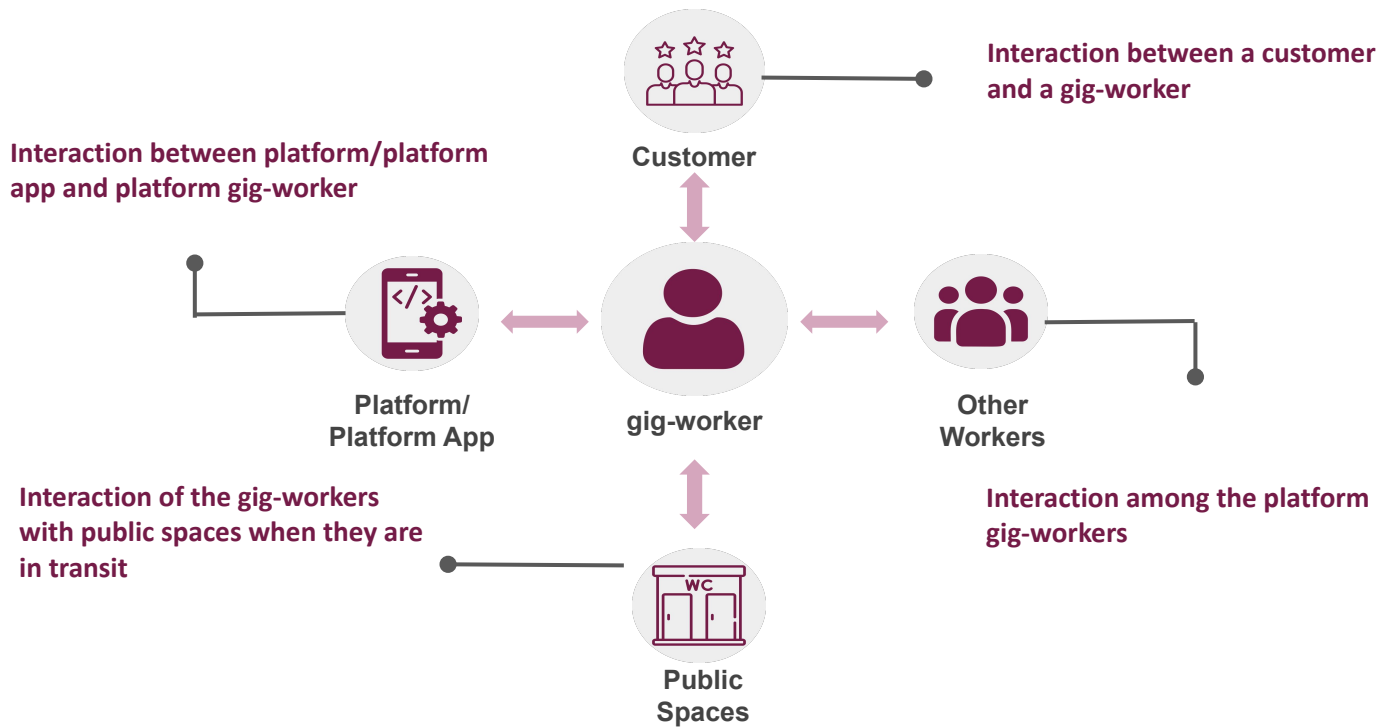 Interaction between a customer
and a gig-worker
Customer
Interaction between platform/platform
app and platform gig-worker
</>
Platform/
Platform App
gig-worker
Other
Workers
Interaction of the gig-workers
with public spaces when they are
in transit
Interaction among the platform
gig-workers
WC
Public
Spaces